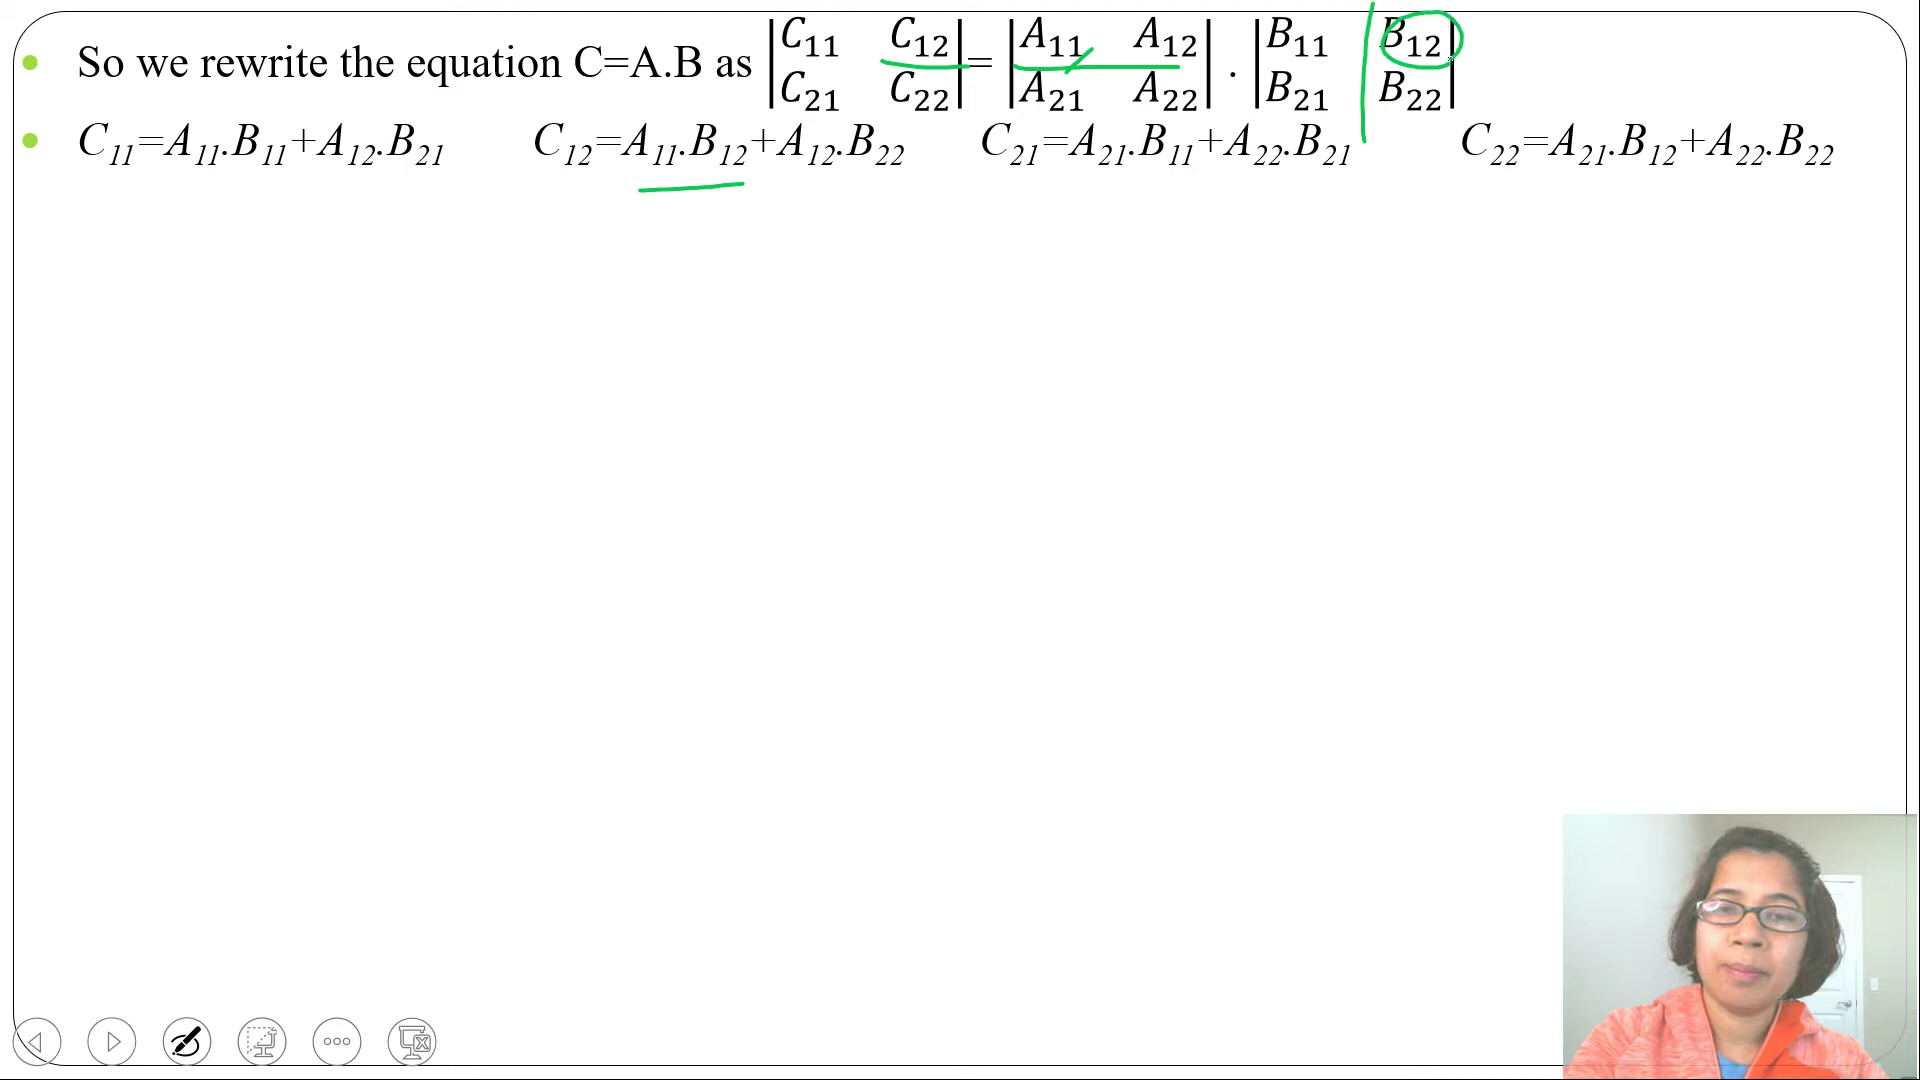 So we rewrite the equation C=A.B as |C11 C12 C21 C22| = |A11 A12 A21 A22| . |B11 B12 B21 B22|
C11=A11.B11+A12.B21 C12=A11.B12+A12.B22 C21=A21.B11+A22.B21 C22=A21.B12+A22.B22